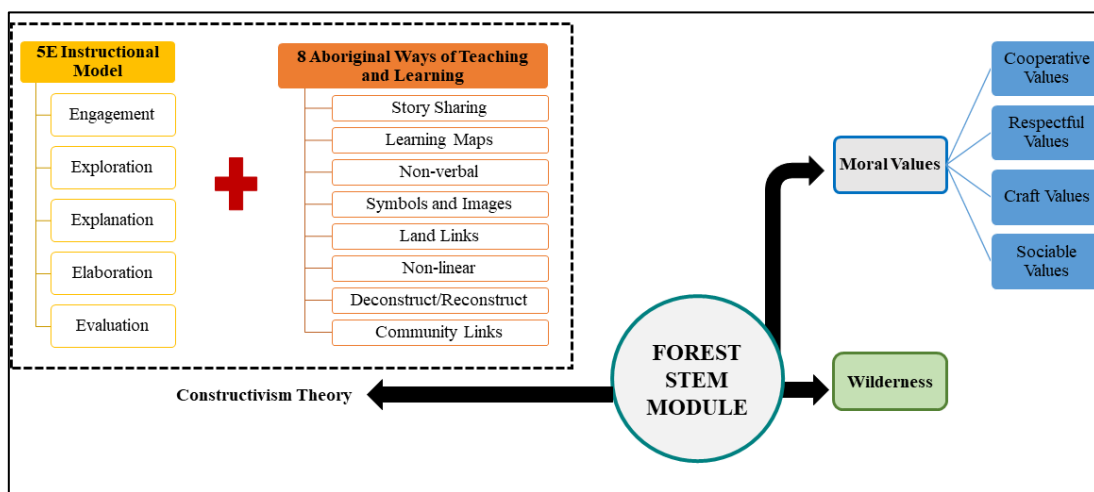 5E Instructional
Model
Engagement
Exploration
Explanation
Elaboration
Evaluation
8 Aboriginal Ways of Teaching
and Learning
Story Sharing
Learning Maps
Non-verbal
Symbols and Images
Land Links
Non-linear
Deconstruct/Reconstruct
Community Links
Constructivism Theory
FOREST
STEM
MODULE
Moral Values
Cooperative
Values
Respectful
Values
Craft Values
Sociable
Values
Wilderness